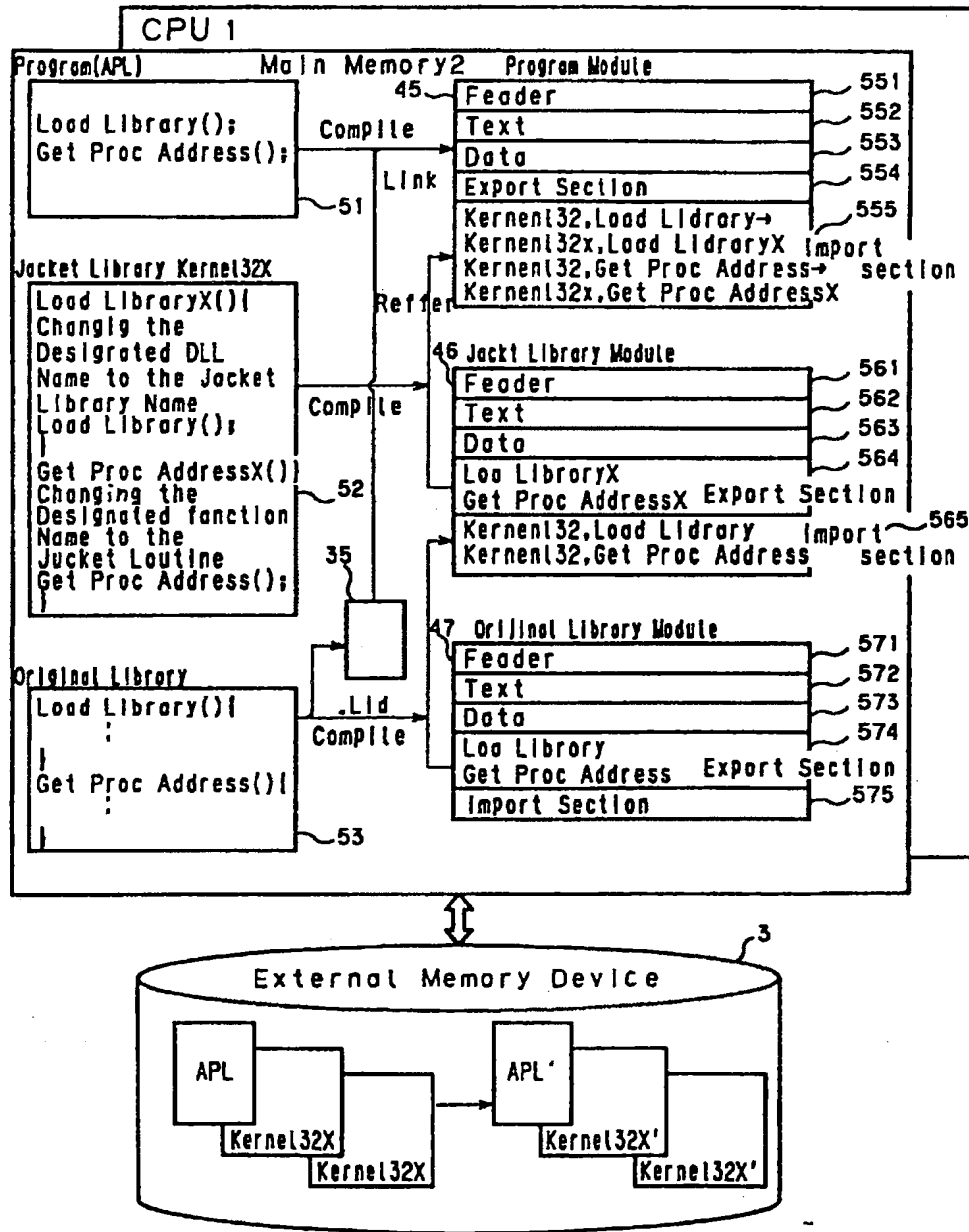 CPU 1
Main Memory2
Program(APL)
Load Library();
Get Proc Address();
51
Compile
Link
Program Module
45
Feader
551
Text
552
Data
553
Export Section
554
Kernenl32,Load Lidrary→
Kernenl32x,Load LidraryX
Kernenl32,Get Proc Address→
Kernenl32x,Get Proc AddressX
555
Import
section
Jacket Library Kernel32X
Load LibraryX(){
Changig the
Designated DLL
Name to the Jacket
Library Name
Load Library();
}
Get Proc AddressX()
Changing the
Designated fanction
Name to the
Jucket Loutine
Get Proc Address();
}
52
Reffer
Compile
46
Jackt Library Module
Feader
561
Text
562
Data
563
Loa LibraryX
Get Proc AddressX
Export Section
564
Kernenl32,Load Lidrary
Kernenl32,Get Proc Address
Import
section
565
35
Original Library
Load Library(){
}
Get Proc Address(){
}
53
.Lid
Compile
47
Orijinal Library Module
Feader
571
Text
572
Data
573
Loa Library
Get Proc Address
Export Section
574
Import Section
575
3
External Memory Device
APL
Kernel32X
Kernel32X
APL'
Kernel32X'
Kernel32X'